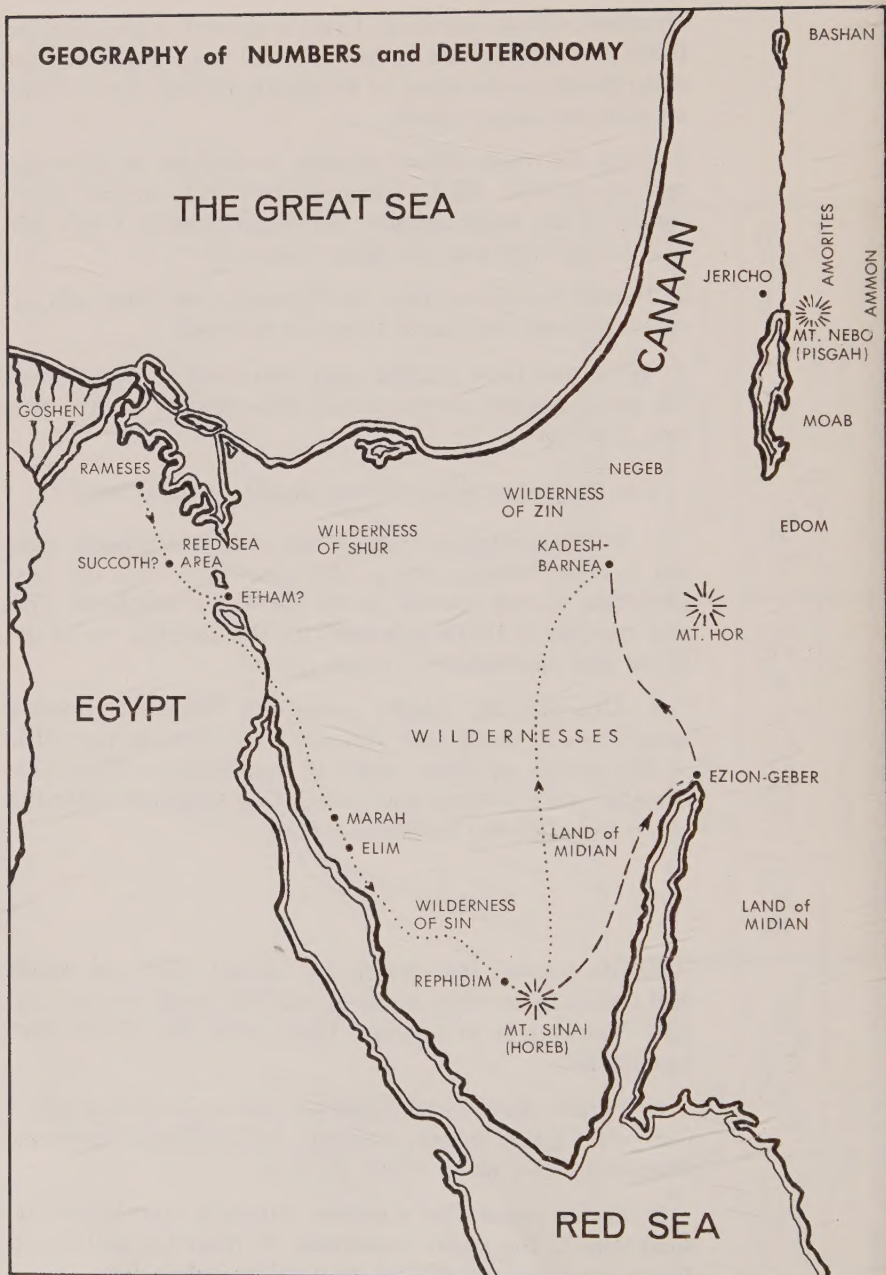 GEOGRAPHY of NUMBERS and DEUTERONOMY
BASHAN
THE GREAT SEA
CANAAN
AMORITES
AMMON
JERICHO
MT. NEBO
(PISGAH)
GOSHEN
MOAB
RAMESES
NEGEB
WILDERNESS
OF ZIN
WILDERNESS
OF SHUR
EDOM
REED SEA
AREA
KADESH-
BARNEA
SUCCOTH?
ETHAM?
MT. HOR
EGYPT
WILDERNESSES
EZION-GEBER
MARAH
ELIM
LAND of
MIDIAN
WILDERNESS
OF SIN
LAND of
MIDIAN
REPHIDIM
MT. SINAI
(HOREB)
RED SEA